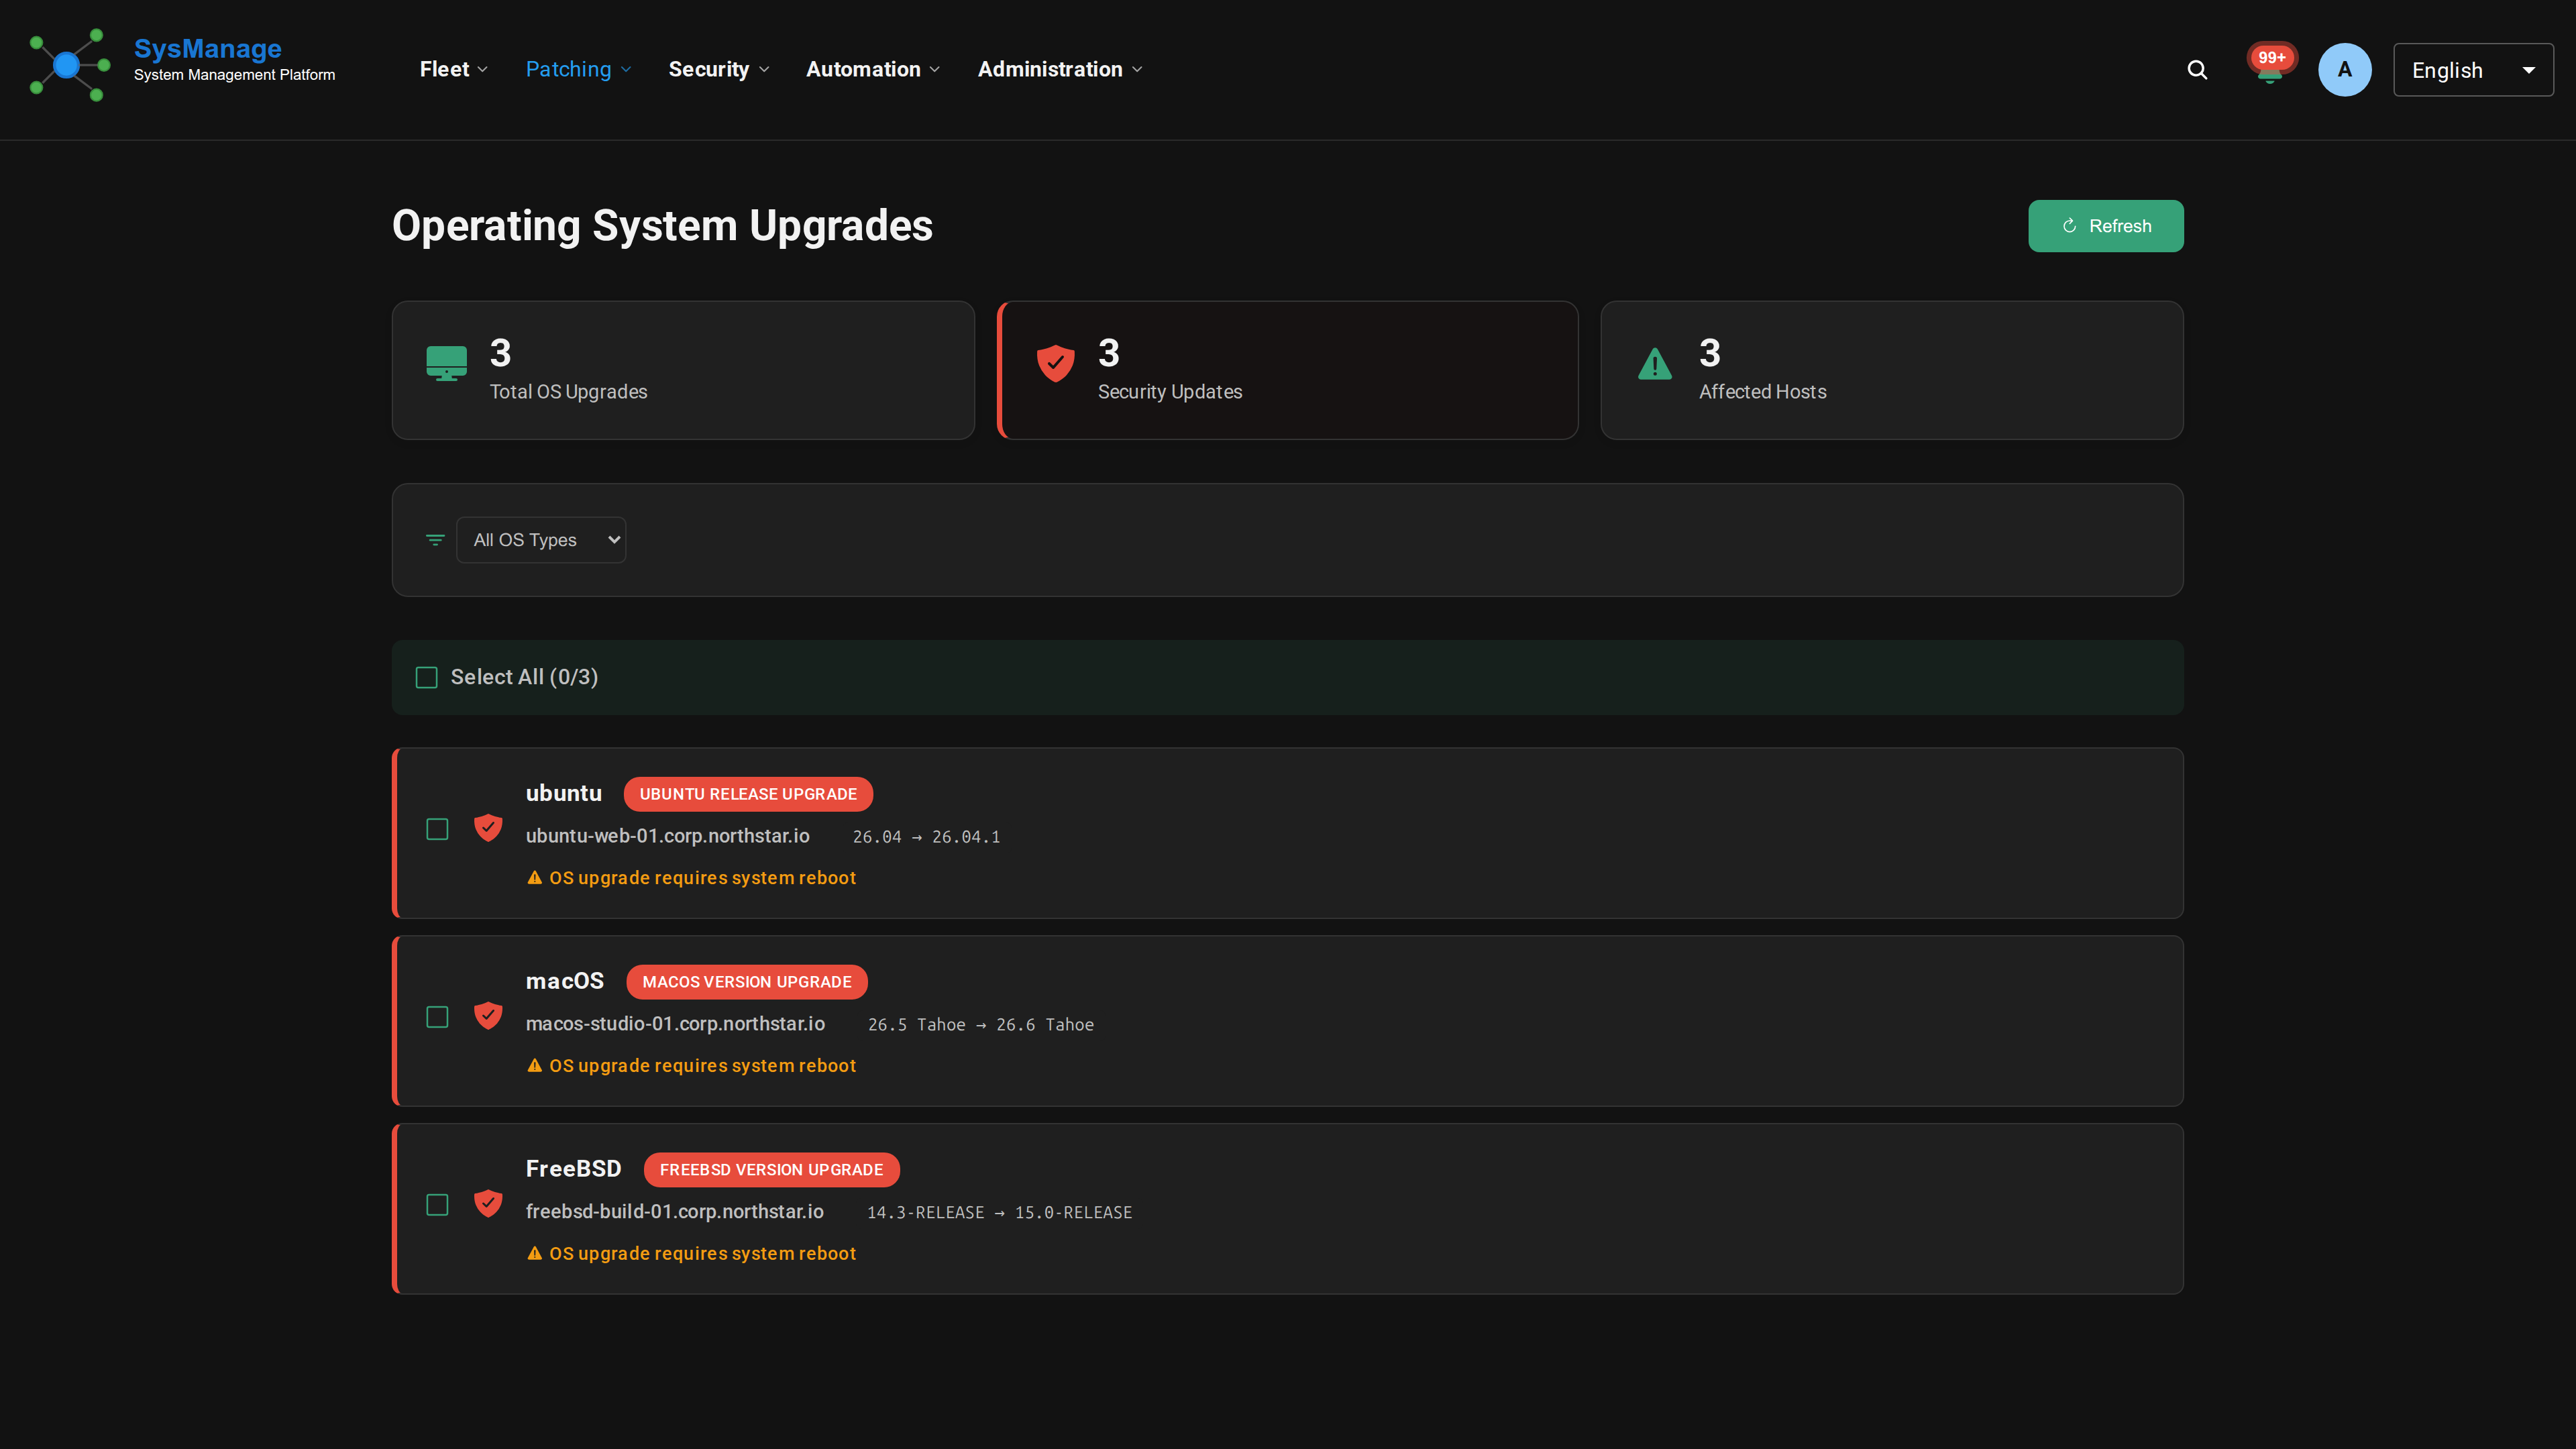 SysManage
System Management Platform
Fleet
Patching
Security
Automation
Administration
99+
A
English
Operating System Upgrades
Refresh
3
Total OS Upgrades
3
Security Updates
3
Affected Hosts
All OS Types
Select All (0/3)
ubuntu UBUNTU RELEASE UPGRADE
ubuntu-web-01.corp.northstar.io 26.04 → 26.04.1
OS upgrade requires system reboot
macOS MACOS VERSION UPGRADE
macos-studio-01.corp.northstar.io 26.5 Tahoe → 26.6 Tahoe
OS upgrade requires system reboot
FreeBSD FREEBSD VERSION UPGRADE
freebsd-build-01.corp.northstar.io 14.3-RELEASE → 15.0-RELEASE
OS upgrade requires system reboot